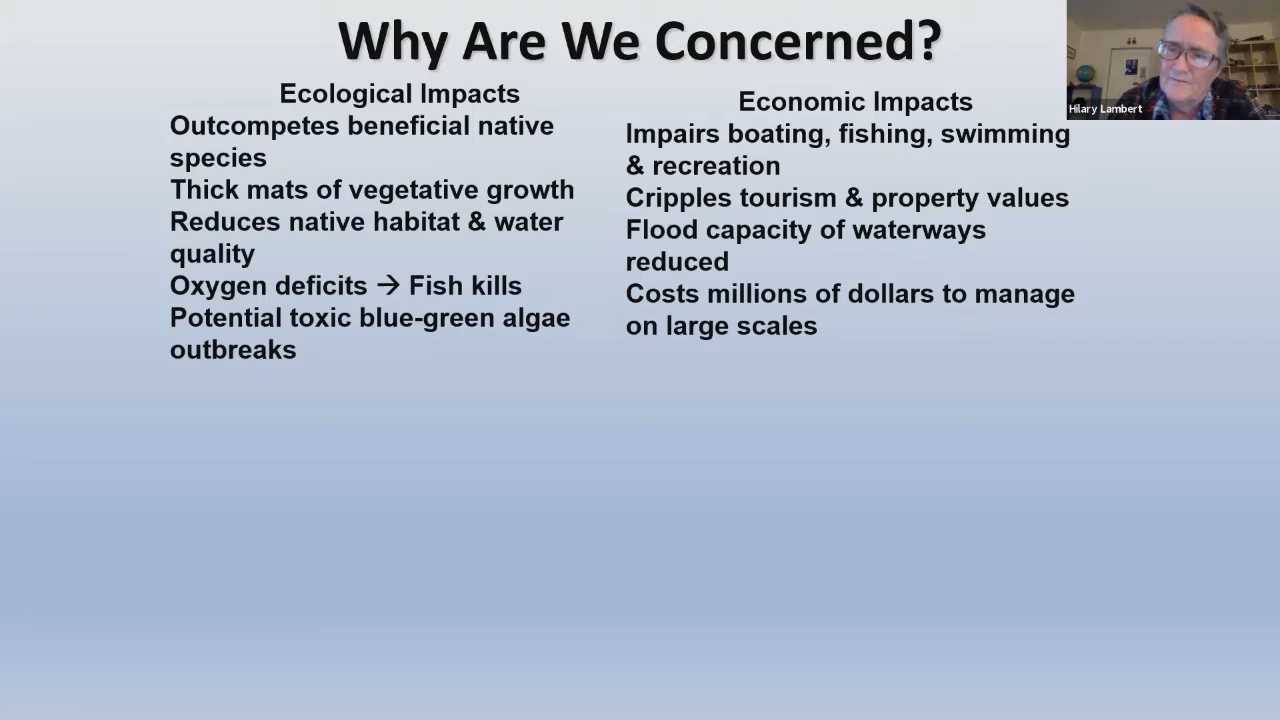 Why Are We Concerned?
Ecological Impacts
Outcompetes beneficial native
species
Thick mats of vegetative growth
Reduces native habitat & water
quality
Oxygen deficits → Fish kills
Potential toxic blue-green algae
outbreaks
Economic Impacts
Impairs boating, fishing, swimming
& recreation
Cripples tourism & property values
Flood capacity of waterways
reduced
Costs millions of dollars to manage
on large scales
Hilary Lambert